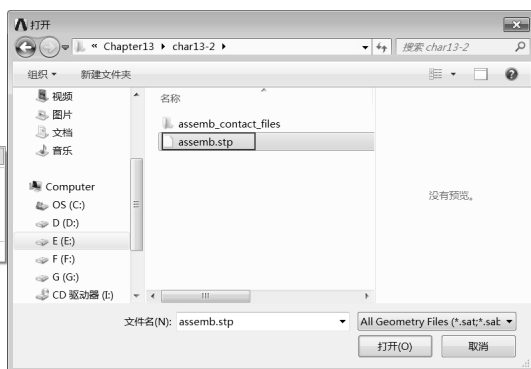 打开
« Chapter13 ▸ char13-2 ▸
搜索 char13-2
组织 新建文件夹
视频
图片
文档
音乐
Computer
OS (C:)
D (D:)
E (E:)
F (F:)
G (G:)
CD 驱动器 (I:)
名称
assemb_contact_files
assemb.stp
没有预览。
文件名(N): assemb.stp
All Geometry Files (*.sat;*.sab
打开(O) 取消